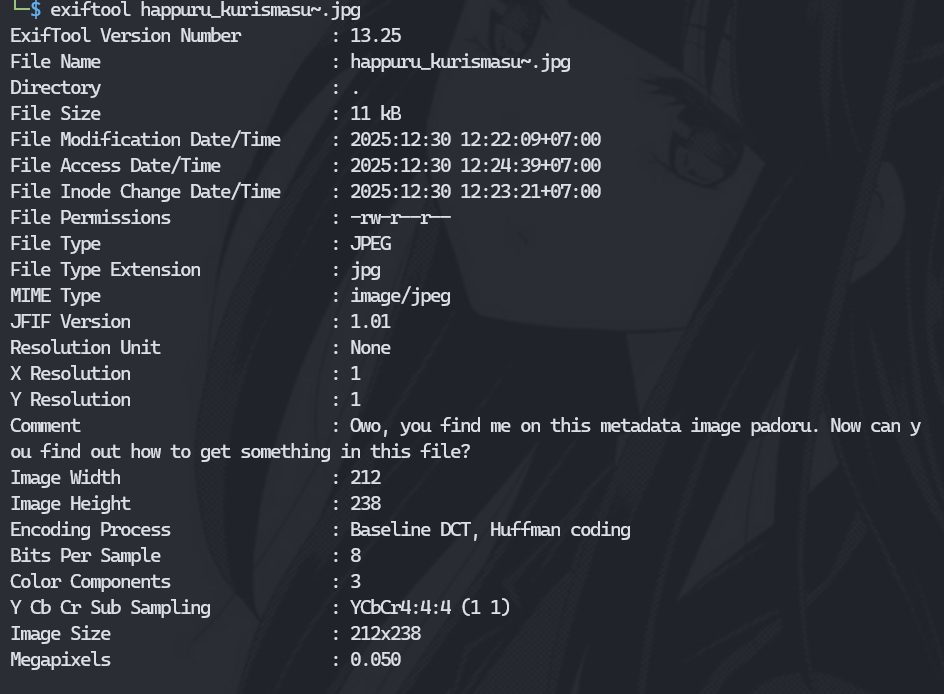 └─$ exiftool happuru_kurismasu~.jpg
ExifTool Version Number         : 13.25
File Name                       : happuru_kurismasu~.jpg
Directory                       : .
File Size                       : 11 kB
File Modification Date/Time     : 2025:12:30 12:22:09+07:00
File Access Date/Time           : 2025:12:30 12:24:39+07:00
File Inode Change Date/Time     : 2025:12:30 12:23:21+07:00
File Permissions                : -rw-r--r--
File Type                       : JPEG
File Type Extension             : jpg
MIME Type                       : image/jpeg
JFIF Version                    : 1.01
Resolution Unit                 : None
X Resolution                    : 1
Y Resolution                    : 1
Comment                         : Owo, you find me on this metadata image padoru. Now can y
ou find out how to get something in this file?
Image Width                     : 212
Image Height                    : 238
Encoding Process                : Baseline DCT, Huffman coding
Bits Per Sample                 : 8
Color Components                : 3
Y Cb Cr Sub Sampling            : YCbCr4:4:4 (1 1)
Image Size                      : 212x238
Megapixels                      : 0.050